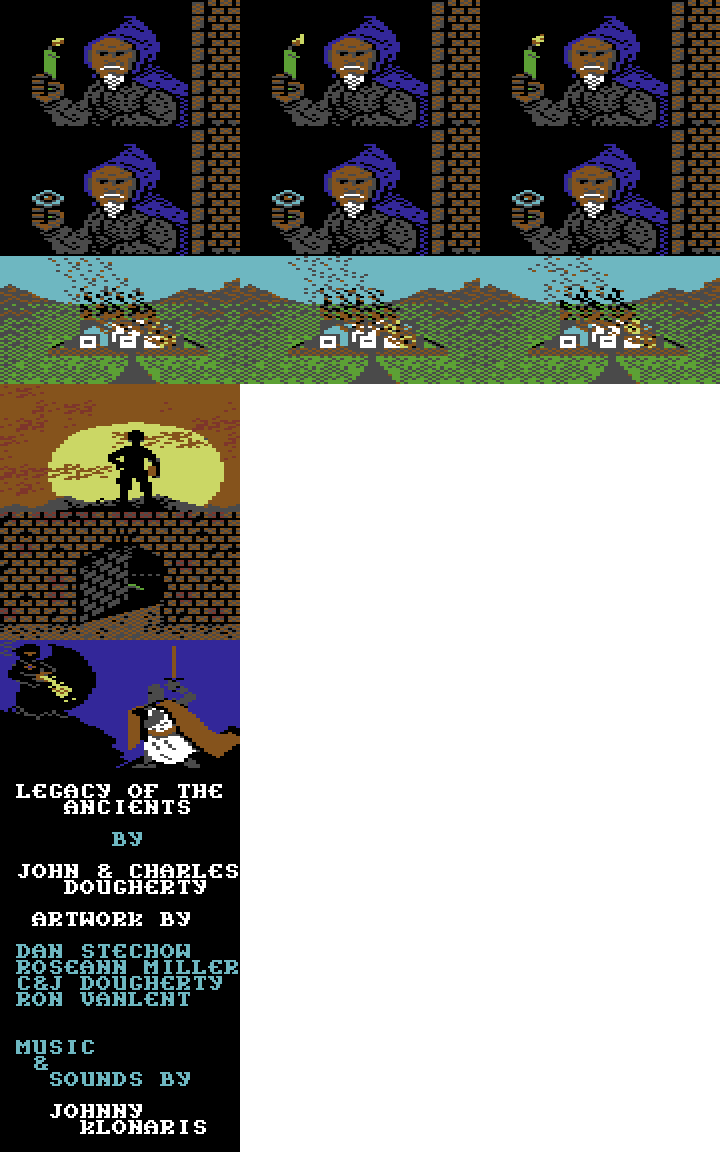 LEGACY OF THE
ANCIENTS
BY
JOHN & CHARLES
DOUGHERTY
ARTWORK BY
DAN STECHOW
ROSEANN MILLER
C&J DOUGHERTY
RON VANLENT
MUSIC
&
SOUNDS BY
JOHNNY
KLONARIS